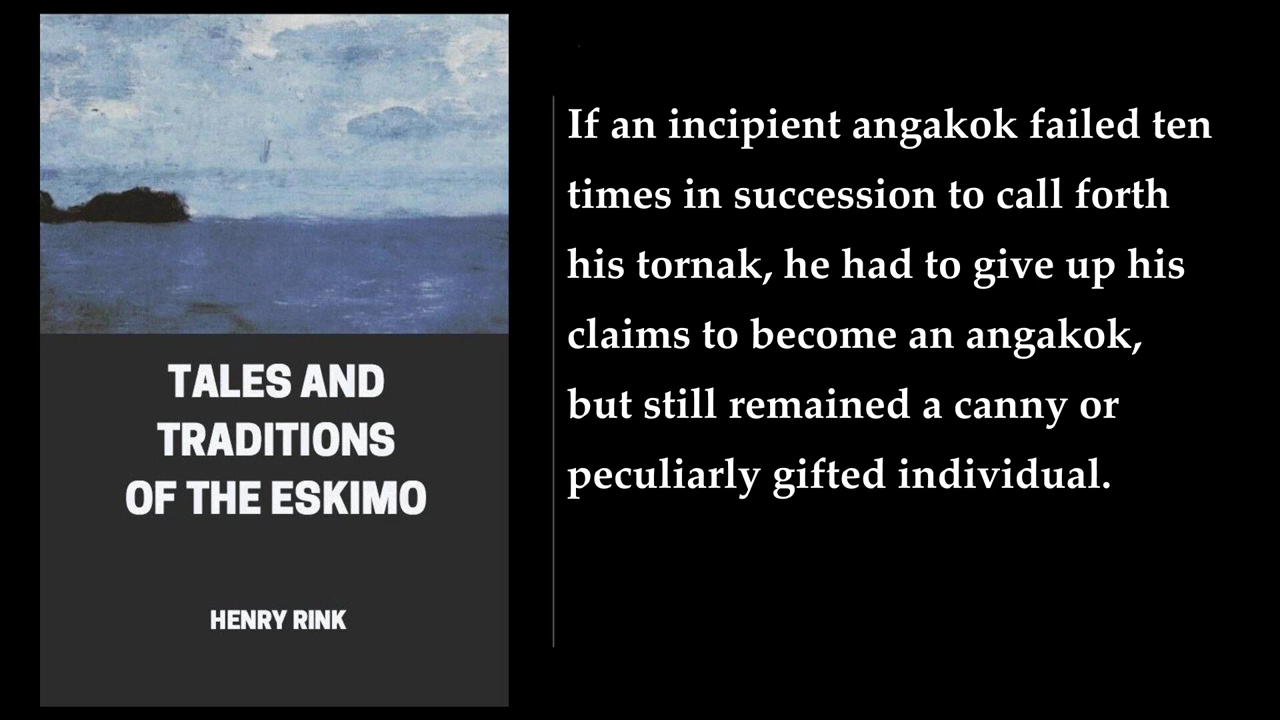 TALES AND
TRADITIONS
OF THE ESKIMO
HENRY RINK
If an incipient angakok failed ten
times in succession to call forth
his tornak, he had to give up his
claims to become an angakok,
but still remained a canny or
peculiarly gifted individual.